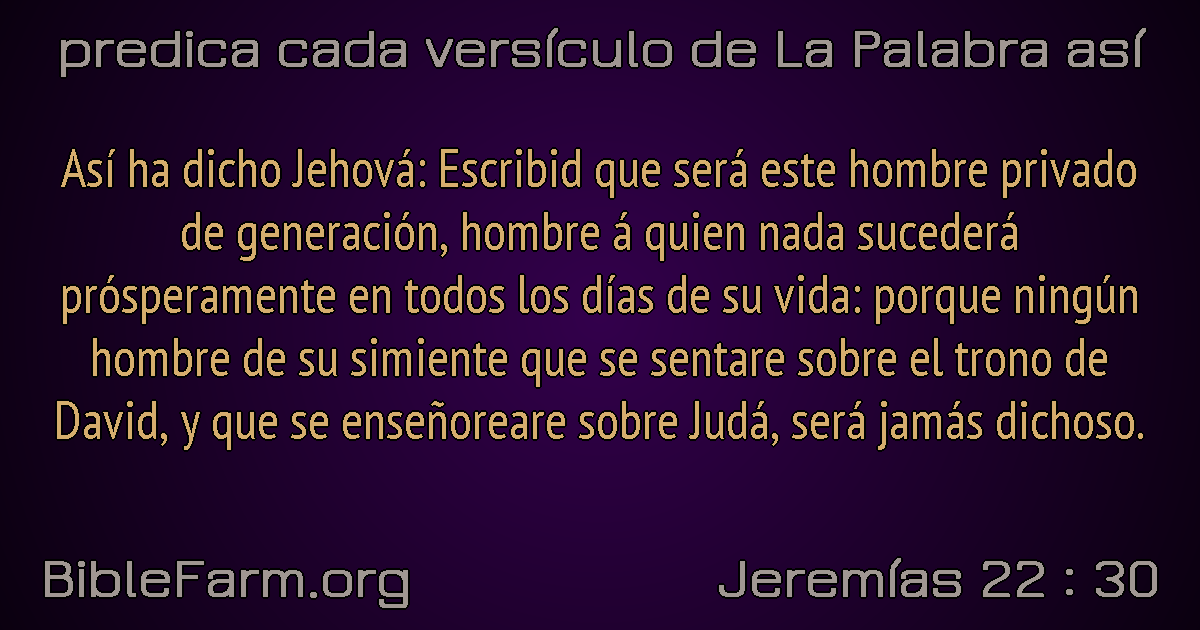 predica cada versículo de La Palabra así
Así ha dicho Jehová: Escribid que será este hombre privado
de generación, hombre á quien nada sucederá
prósperamente en todos los días de su vida: porque ningún
hombre de su simiente que se sentare sobre el trono de
David, y que se enseñoreare sobre Judá, será jamás dichoso.
BibleFarm.org
Jeremías 22 : 30